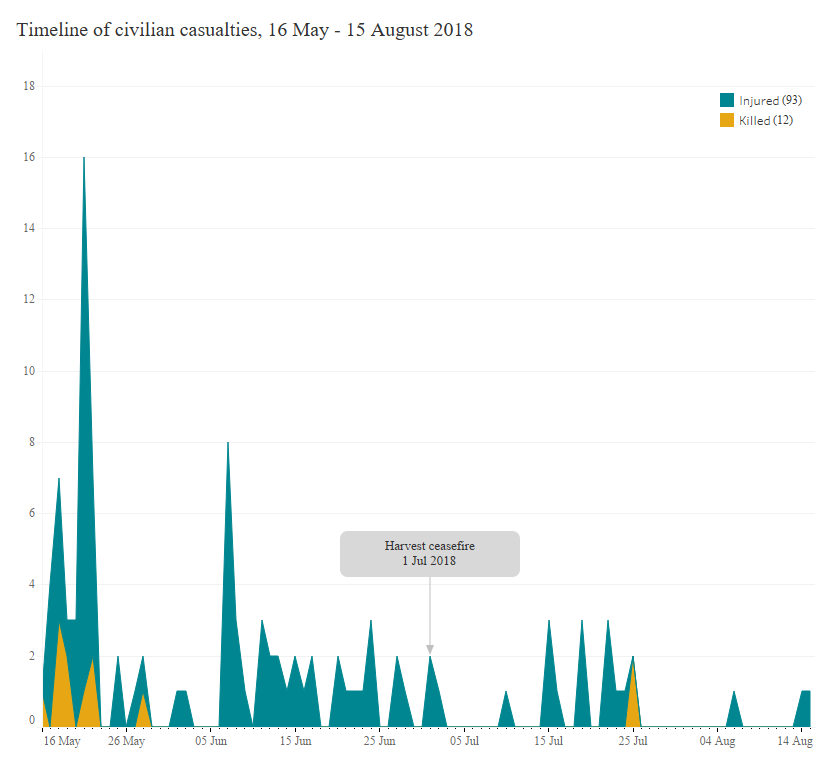 Timeline of civilian casualties, 16 May - 15 August 2018
18
Injured (93)
Killed (12)
16
14
12
10
8
6
Harvest ceasefire
1 Jul 2018
4
2
0
16 May 26 May 05 Jun 15 Jun 25 Jun 05 Jul 15 Jul 25 Jul 04 Aug 14 Aug